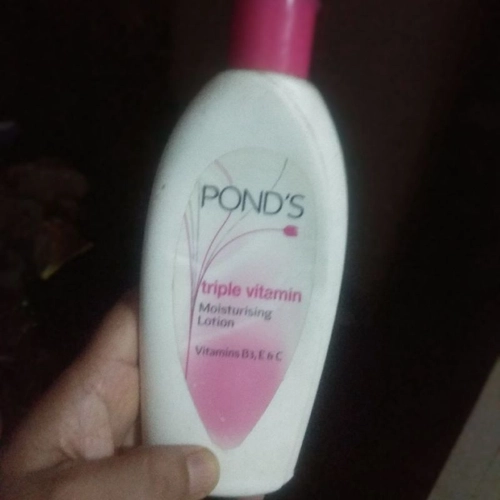 POND'S
triple vitamin
Moisturising
Lotion
Vitamins B3, E & C